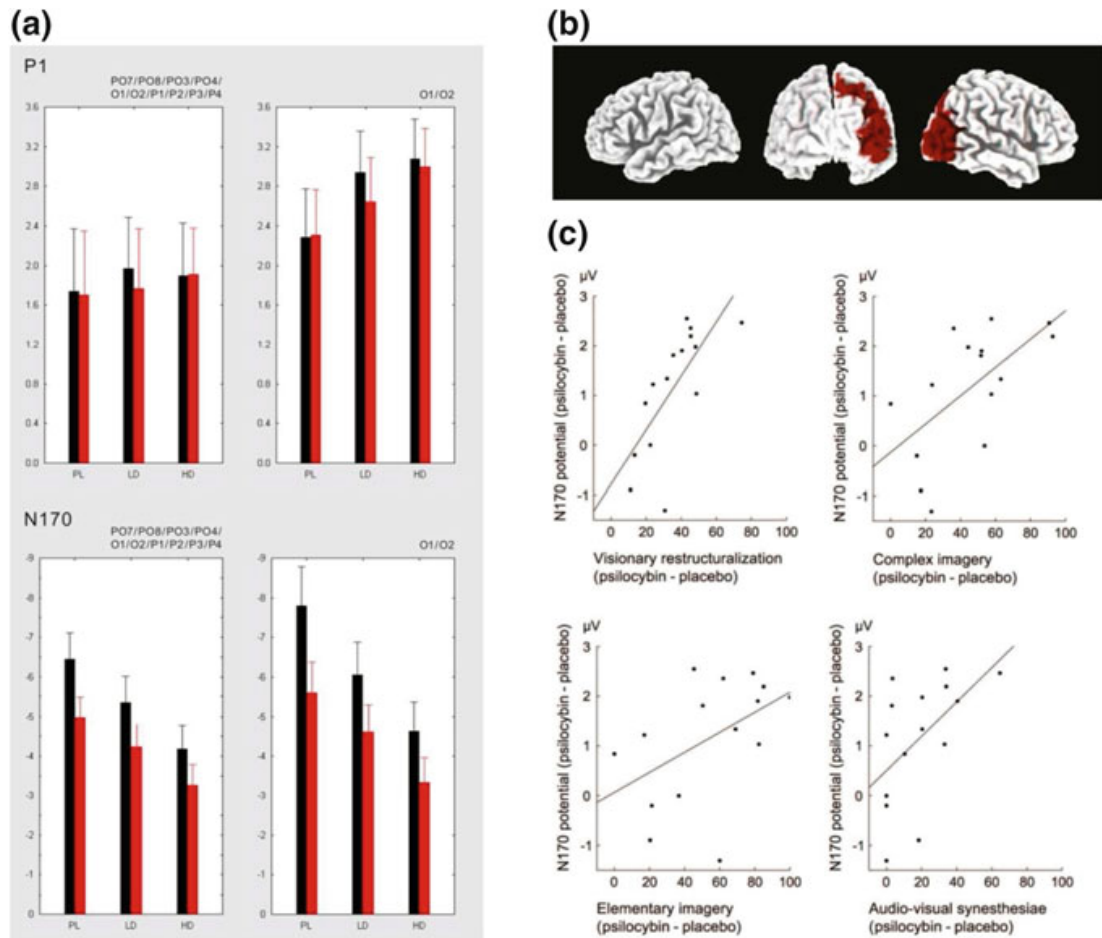 (a)
P1
PO7/PO8/PO3/PO4/
O1/O2/P1/P2/P3/P4
O1/O2
3.6
3.2
2.8
2.4
2.0
1.6
1.2
0.8
0.4
0.0
PL LD HD
3.6
3.2
2.8
2.4
2.0
1.6
1.2
0.8
0.4
0.0
PL LD HD
N170
PO7/PO8/PO3/PO4/
O1/O2/P1/P2/P3/P4
O1/O2
-9
-8
-7
-6
-5
-4
-3
-2
-1
0
PL LD HD
-9
-8
-7
-6
-5
-4
-3
-2
-1
0
PL LD HD
(b)
(c)
N170 potential (psilocybin - placebo)
µV
3
2
1
0
-1
0 20 40 60 80 100
Visionary restructuralization
(psilocybin - placebo)
N170 potential (psilocybin - placebo)
µV
3
2
1
0
-1
0 20 40 60 80 100
Complex imagery
(psilocybin - placebo)
N170 potential (psilocybin - placebo)
µV
3
2
1
0
-1
0 20 40 60 80 100
Elementary imagery
(psilocybin - placebo)
N170 potential (psilocybin - placebo)
µV
3
2
1
0
-1
0 20 40 60 80 100
Audio-visual synesthesiae
(psilocybin - placebo)